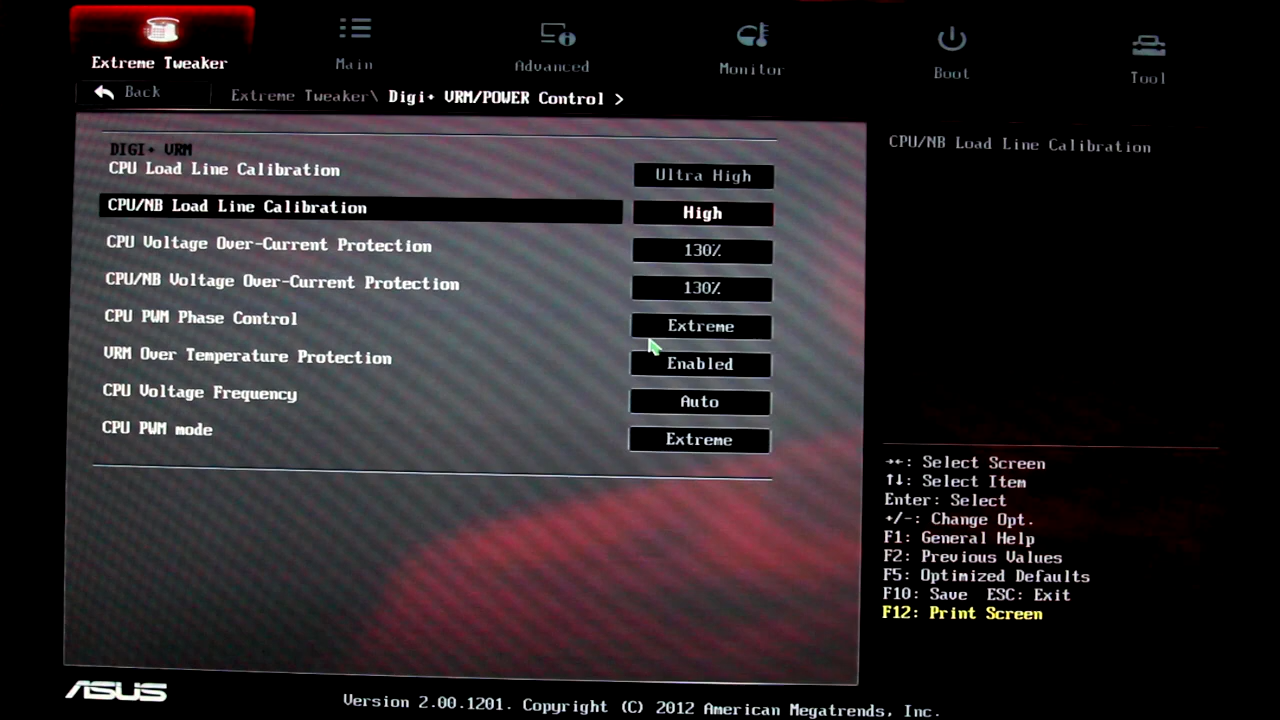 Extreme Tweaker
Main
Advanced
Monitor
Boot
Tool
Back
Extreme Tweaker\ Digi+ VRM/POWER Control >
DIGI+ VRM
CPU Load Line Calibration Ultra High
CPU/NB Load Line Calibration High
CPU Voltage Over-Current Protection 130%
CPU/NB Voltage Over-Current Protection 130%
CPU PWM Phase Control Extreme
VRM Over Temperature Protection Enabled
CPU Voltage Frequency Auto
CPU PWM mode Extreme
CPU/NB Load Line Calibration
→←: Select Screen
↑↓: Select Item
Enter: Select
+/-: Change Opt.
F1: General Help
F2: Previous Values
F5: Optimized Defaults
F10: Save ESC: Exit
F12: Print Screen
ASUS
Version 2.00.1201. Copyright (C) 2012 American Megatrends, Inc.